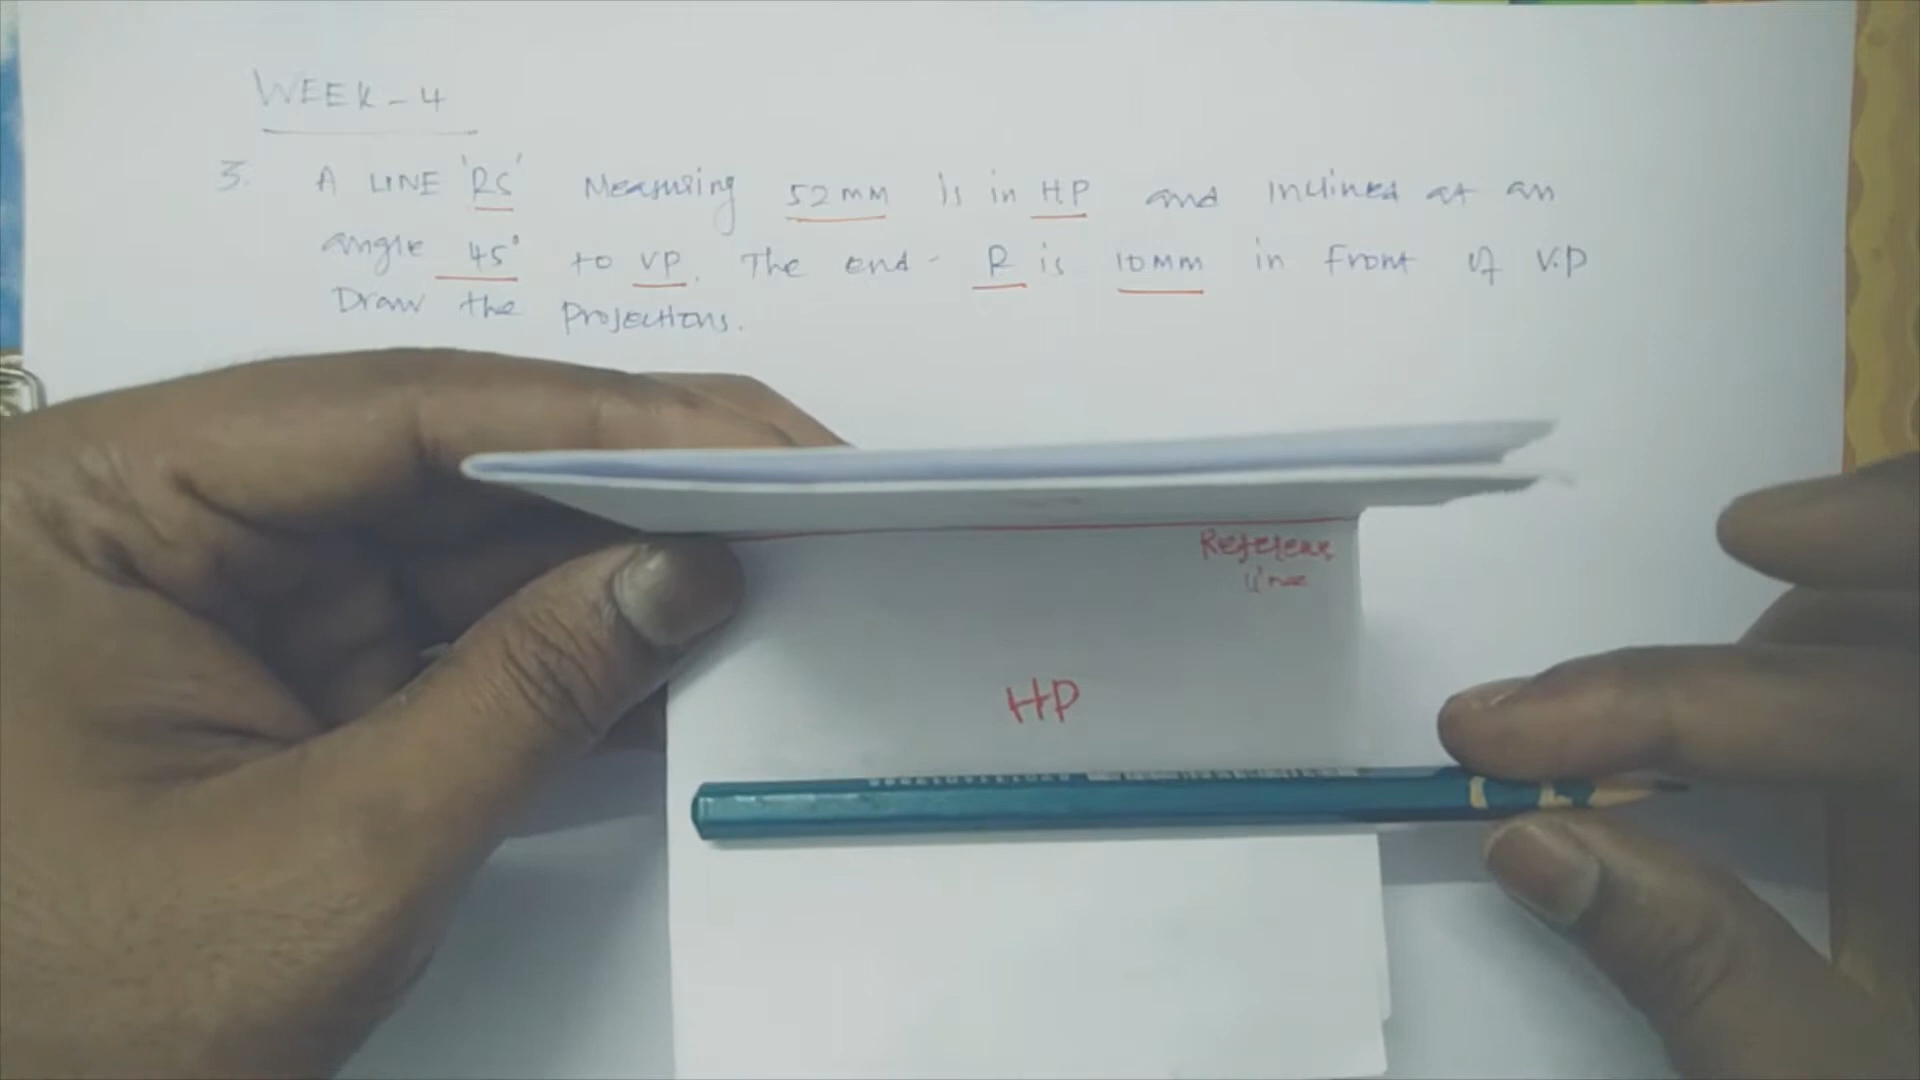 WEEK - 4
3. A LINE 'RS' Measuring 52mm is in HP and inclined at an
angle 45° to VP. The end - R is 10mm in front of V.P
Draw the Projections.
Reference
line
HP